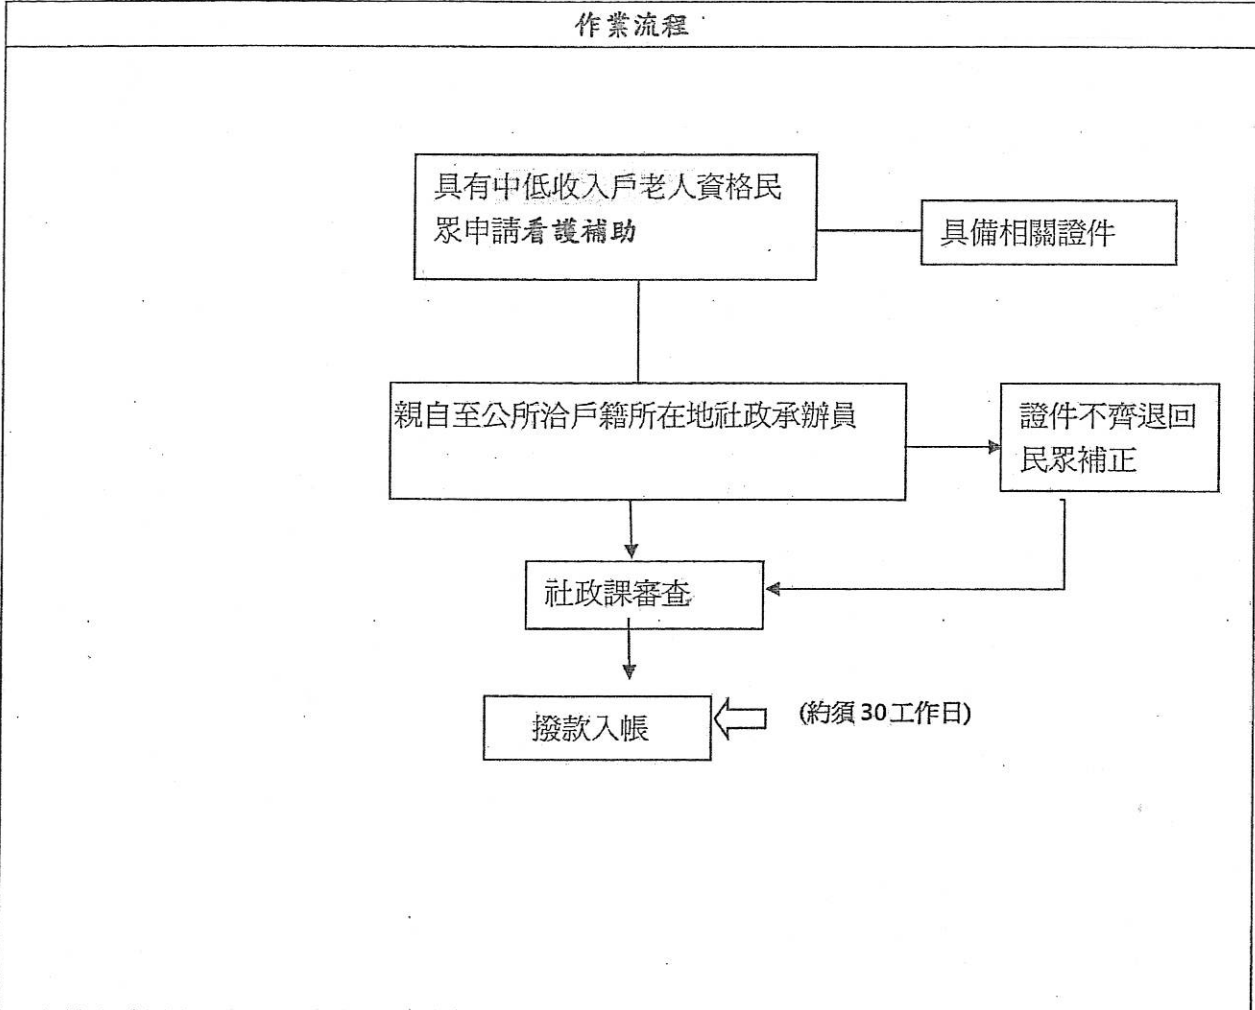 作業流程
具有中低收入戶老人資格民
眾申請看護補助
具備相關證件
親自至公所洽戶籍所在地社政承辦員
證件不齊退回
民眾補正
社政課審查
撥款入帳
(約須30工作日)